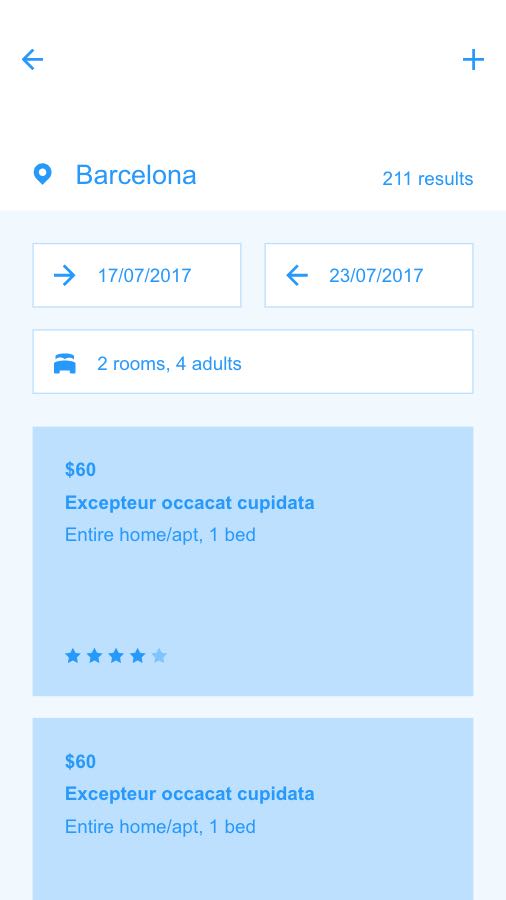 Barcelona
211 results
17/07/2017
23/07/2017
2 rooms, 4 adults
$60
Excepteur occacat cupidata
Entire home/apt, 1 bed
$60
Excepteur occacat cupidata
Entire home/apt, 1 bed